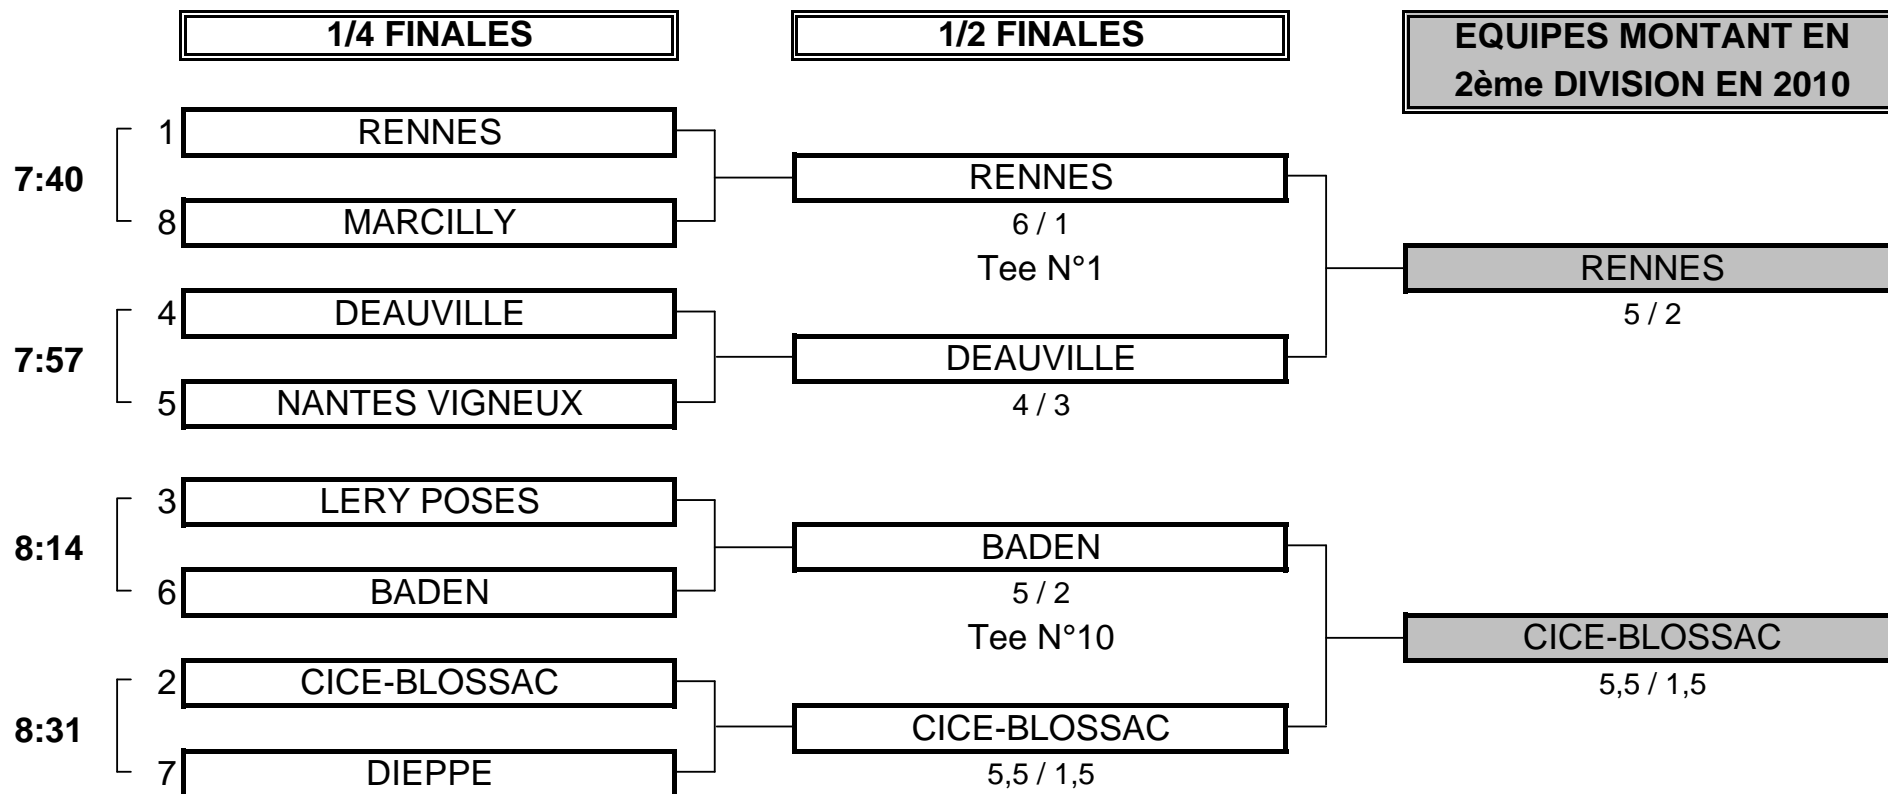 1/4 FINALES
1/2 FINALES
EQUIPES MONTANT EN
2ème DIVISION EN 2010
7:40
1 RENNES
8 MARCILLY
RENNES
6 / 1
Tee N°1
7:57
4 DEAUVILLE
5 NANTES VIGNEUX
DEAUVILLE
4 / 3
RENNES
5 / 2
8:14
3 LERY POSES
6 BADEN
BADEN
5 / 2
Tee N°10
8:31
2 CICE-BLOSSAC
7 DIEPPE
CICE-BLOSSAC
5,5 / 1,5
CICE-BLOSSAC
5,5 / 1,5